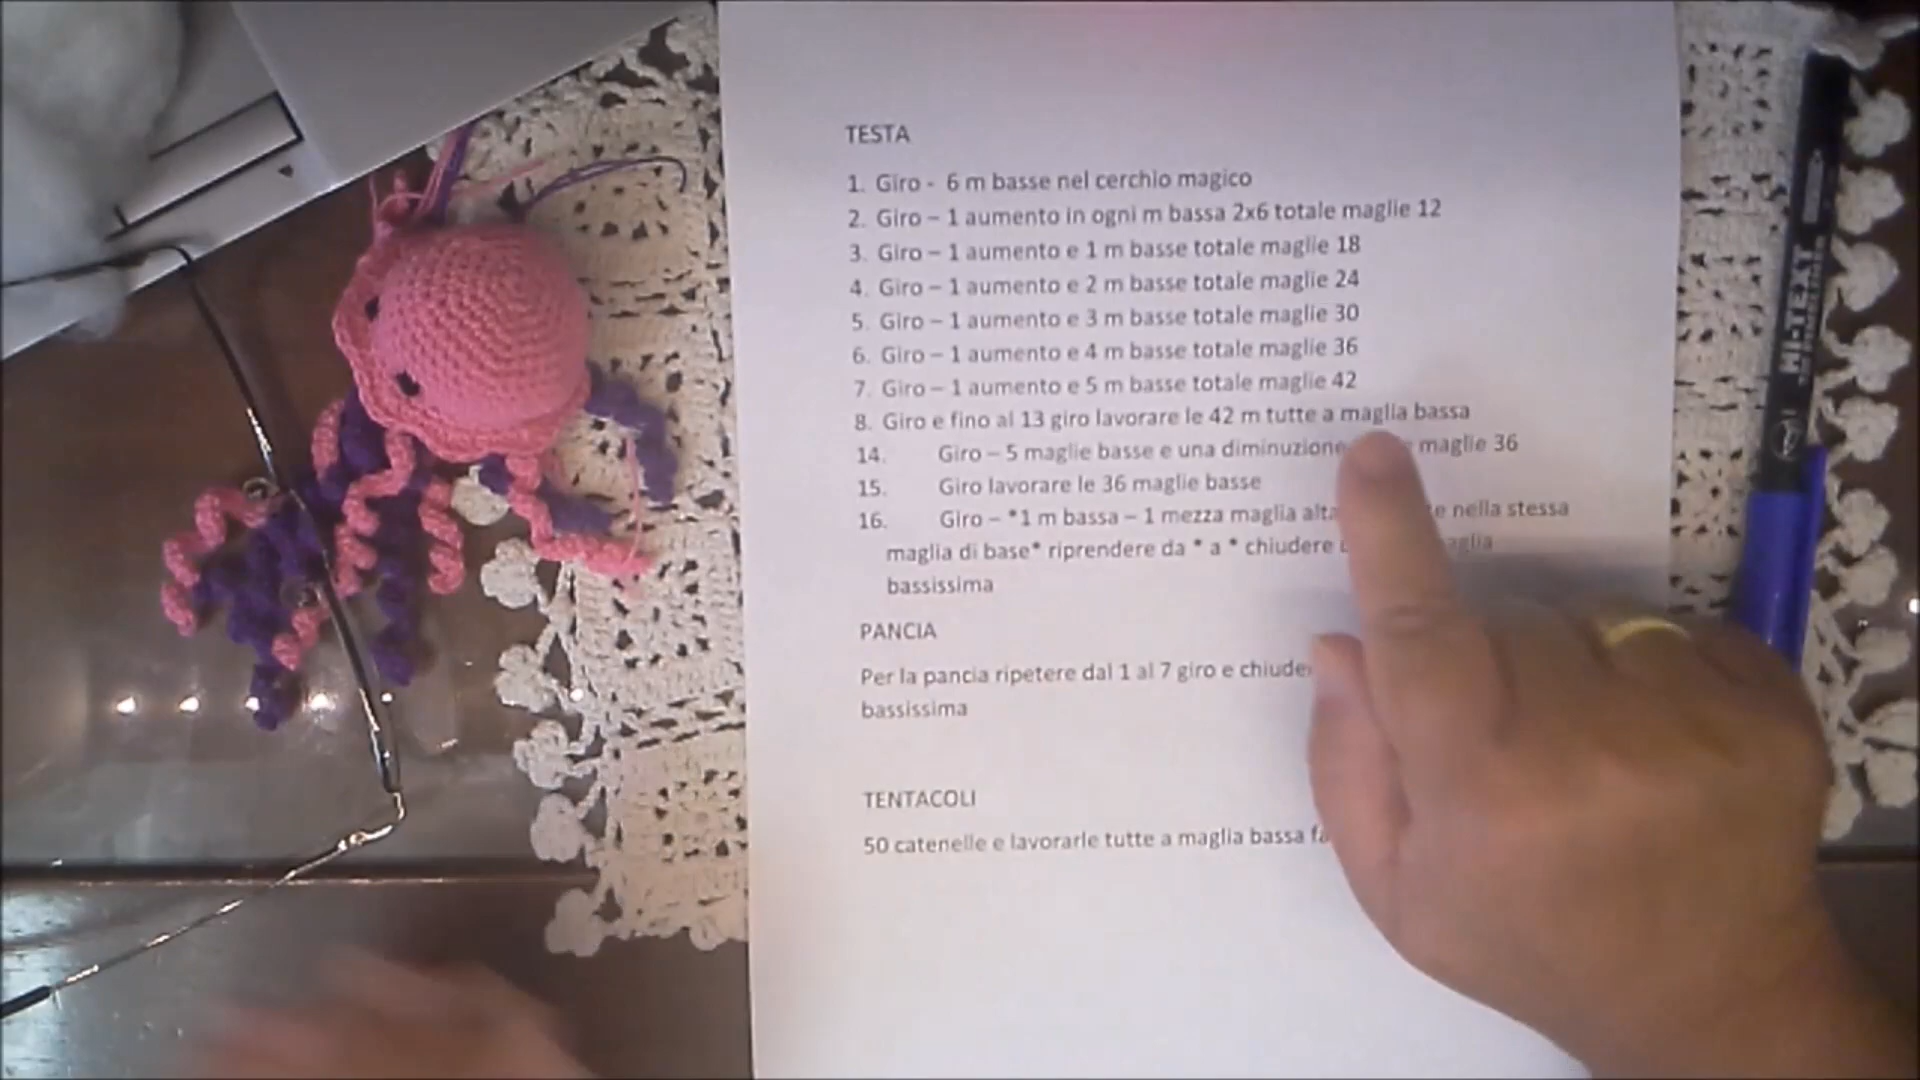 TESTA
1. Giro - 6 m basse nel cerchio magico
2. Giro – 1 aumento in ogni m bassa 2x6 totale maglie 12
3. Giro – 1 aumento e 1 m basse totale maglie 18
4. Giro – 1 aumento e 2 m basse totale maglie 24
5. Giro – 1 aumento e 3 m basse totale maglie 30
6. Giro – 1 aumento e 4 m basse totale maglie 36
7. Giro – 1 aumento e 5 m basse totale maglie 42
8. Giro e fino al 13 giro lavorare le 42 m tutte a maglia bassa
14. Giro – 5 maglie basse e una diminuzione maglie 36
15. Giro lavorare le 36 maglie basse
16. Giro – *1 m bassa – 1 mezza maglia alta nella stessa
maglia di base* riprendere da * a * chiudere maglia
bassissima
PANCIA
Per la pancia ripetere dal 1 al 7 giro e
bassissima
TENTACOLI
50 catenelle e lavorarle tutte a maglia bassa
HI-TEXT